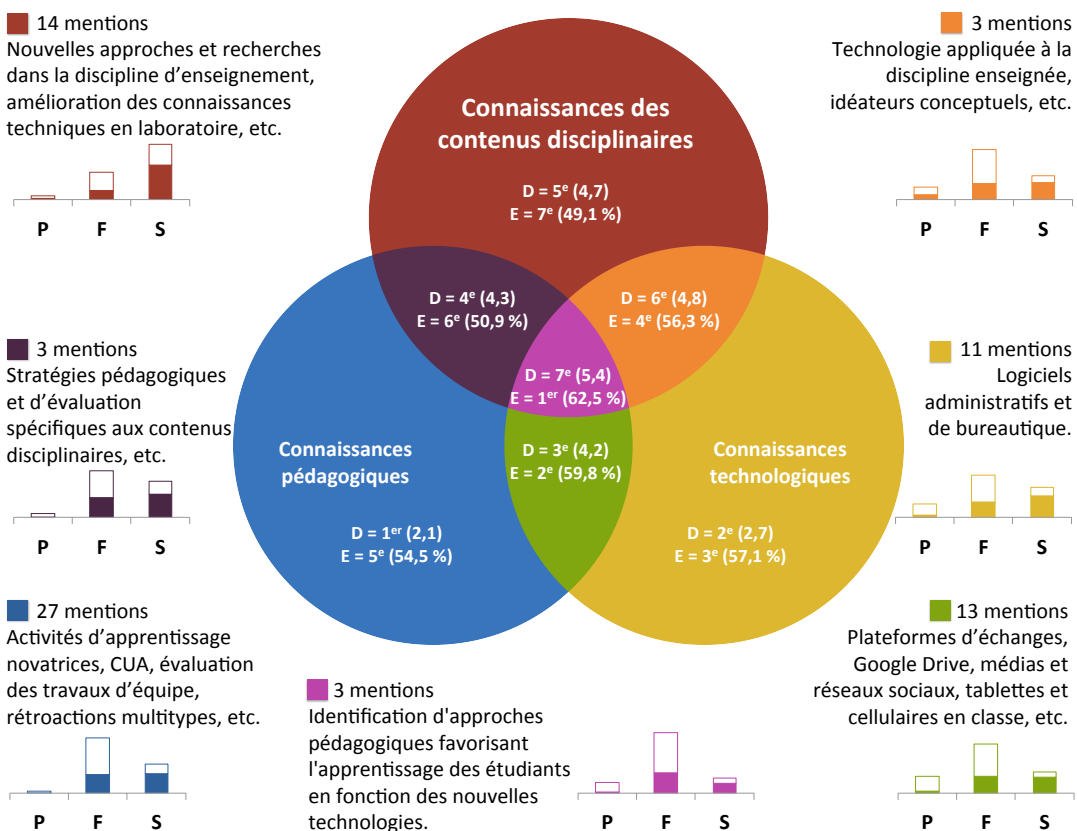 14 mentions
Nouvelles approches et recherches
dans la discipline d’enseignement,
amélioration des connaissances
techniques en laboratoire, etc.
P F S
3 mentions
Technologie appliquée à la
discipline enseignée,
idéateurs conceptuels, etc.
P F S
Connaissances des
contenus disciplinaires
D = 5e (4,7)
E = 7e (49,1 %)
D = 4e (4,3)
E = 6e (50,9 %)
D = 6e (4,8)
E = 4e (56,3 %)
D = 7e (5,4)
E = 1er (62,5 %)
D = 3e (4,2)
E = 2e (59,8 %)
Connaissances
pédagogiques
D = 1er (2,1)
E = 5e (54,5 %)
Connaissances
technologiques
D = 2e (2,7)
E = 3e (57,1 %)
3 mentions
Stratégies pédagogiques
et d’évaluation
spécifiques aux contenus
disciplinaires, etc.
P F S
11 mentions
Logiciels
administratifs et
de bureautique.
P F S
27 mentions
Activités d’apprentissage
novatrices, CUA, évaluation
des travaux d’équipe,
rétroactions multitypes, etc.
P F S
3 mentions
Identification d'approches
pédagogiques favorisant
l'apprentissage des étudiants
en fonction des nouvelles
technologies.
P F S
13 mentions
Plateformes d’échanges,
Google Drive, médias et
réseaux sociaux, tablettes et
cellulaires en classe, etc.
P F S